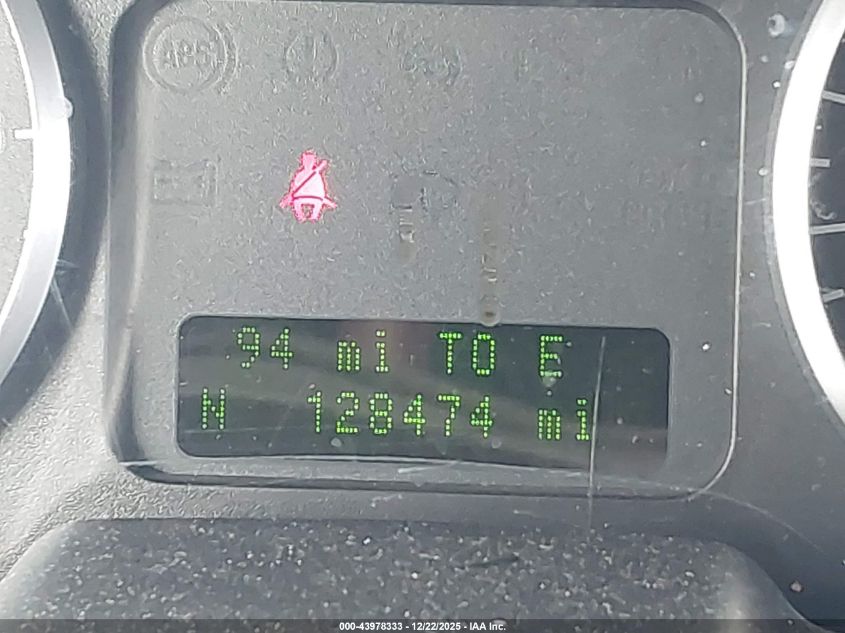 ABS
94 mi TO E
N 128474 mi
000-43978333 - 12/22/2025 - IAA Inc.